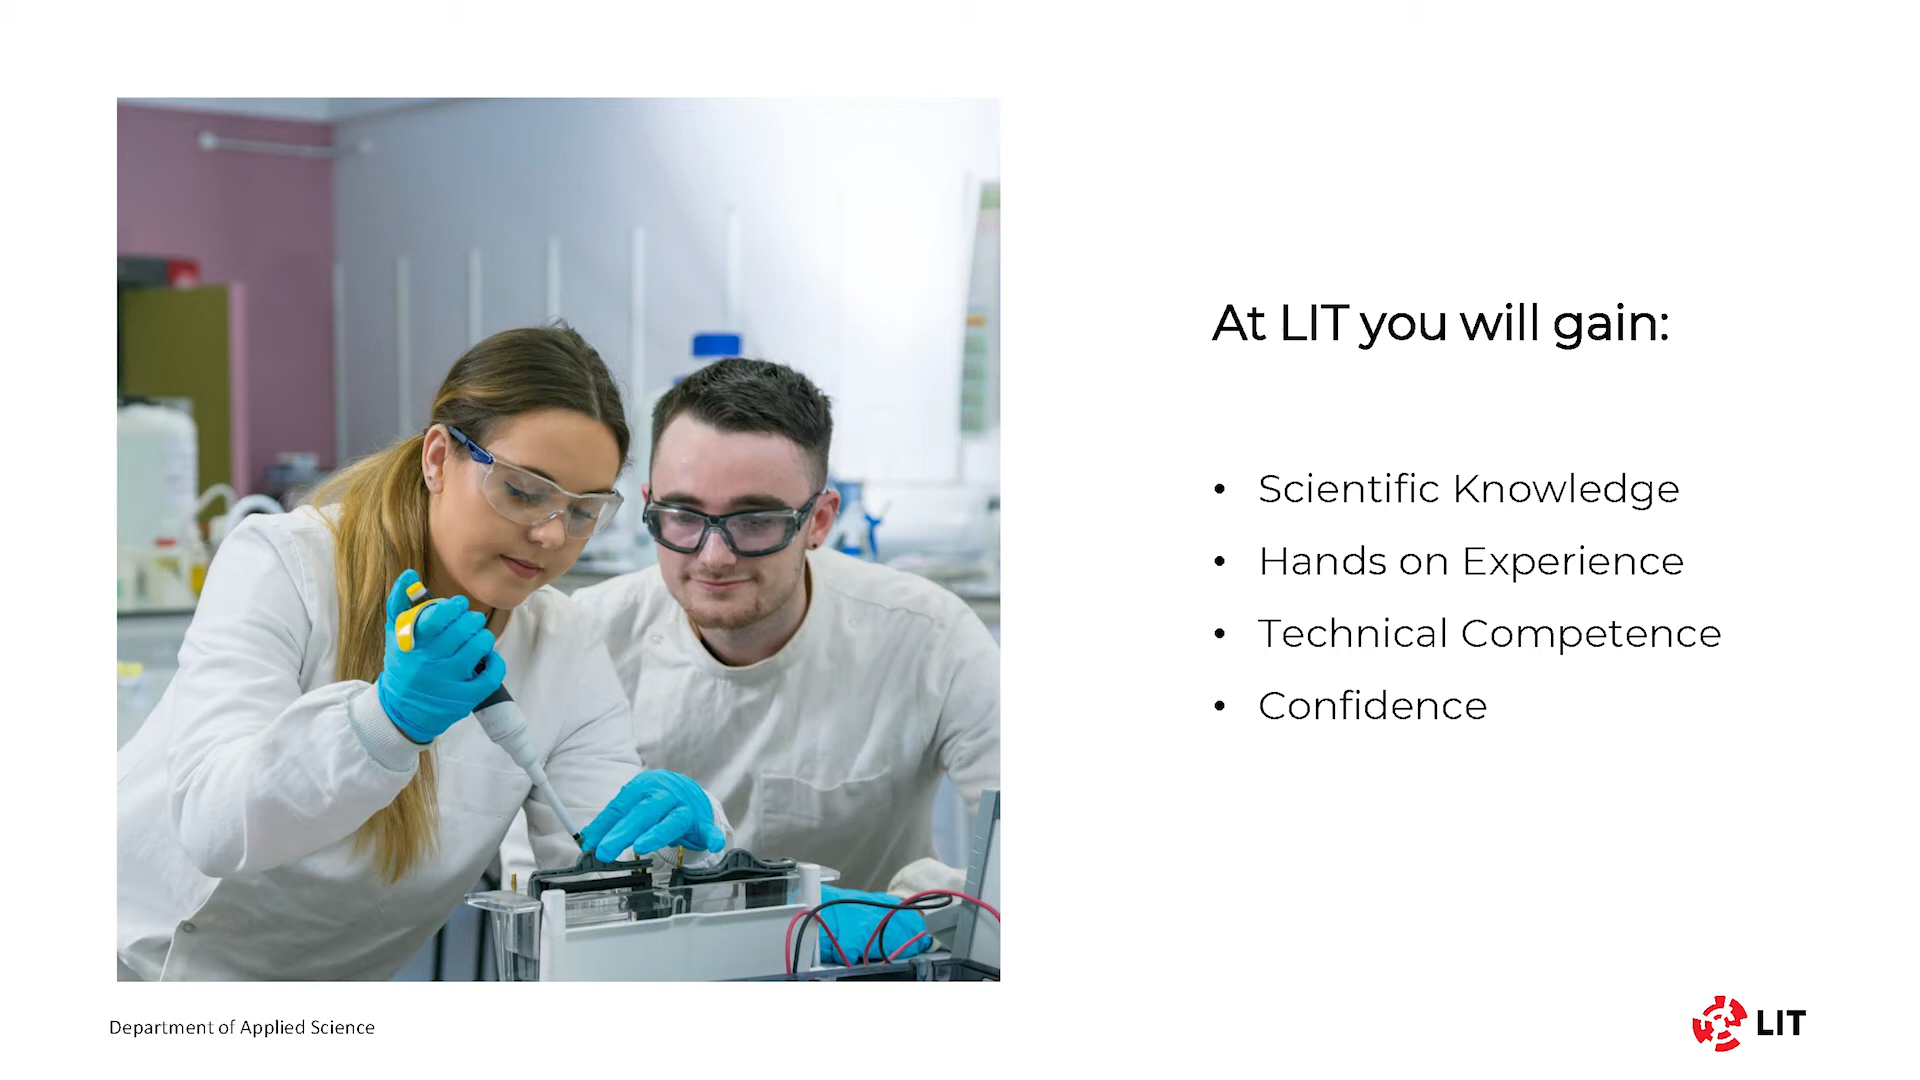 At LIT you will gain:
• Scientific Knowledge
• Hands on Experience
• Technical Competence
• Confidence
Department of Applied Science
LIT